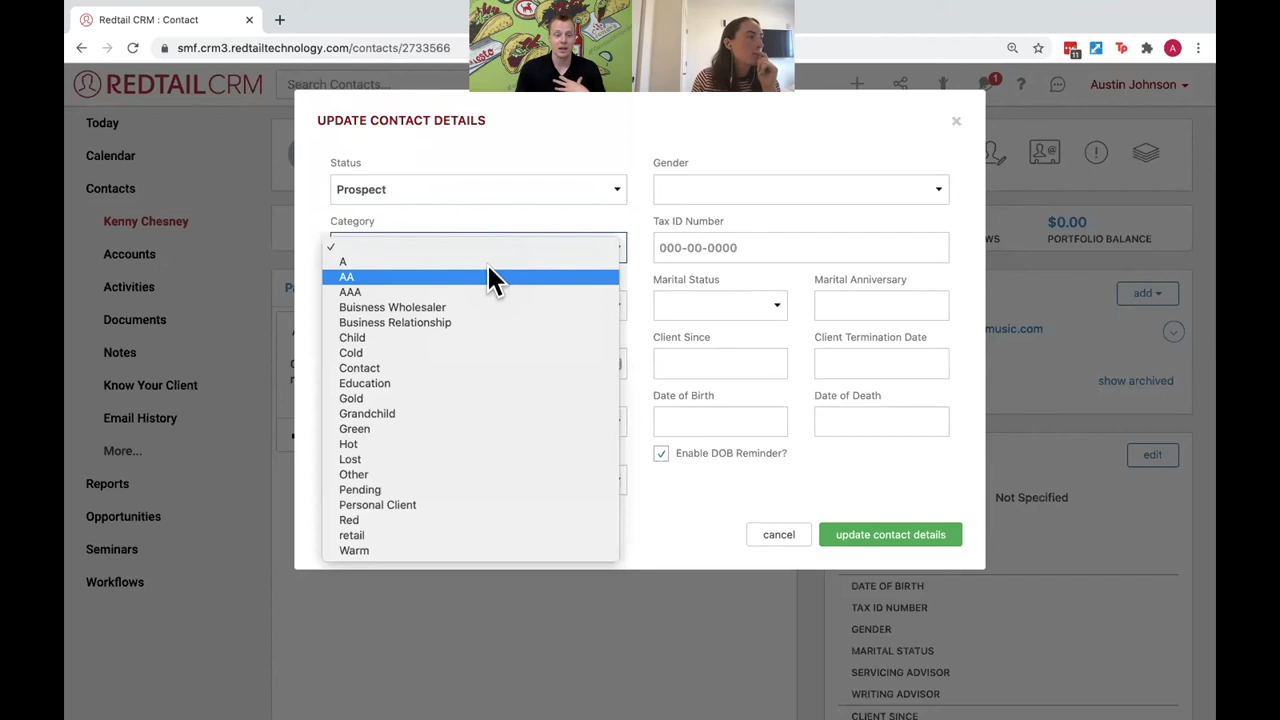 Redtail CRM : Contact
smf.crm3.redtailtechnology.com/contacts/2733566
11
A
REDTAIL CRM
Search Contacts...
1
?
Austin Johnson
Today
Calendar
Contacts
Kenny Chesney
Accounts
Activities
Documents
Notes
Know Your Client
Email History
More...
Reports
Opportunities
Seminars
Workflows
UPDATE CONTACT DETAILS
Status
Prospect
Category
A
AA
AAA
Buisness Wholesaler
Business Relationship
Child
Cold
Contact
Education
Gold
Grandchild
Green
Hot
Lost
Other
Pending
Personal Client
Red
retail
Warm
Gender
Tax ID Number
000-00-0000
Marital Status
Marital Anniversary
Client Since
Client Termination Date
Date of Birth
Date of Death
Enable DOB Reminder?
cancel
update contact details
$0.00
PORTFOLIO BALANCE
add
music.com
show archived
edit
Not Specified
DATE OF BIRTH
TAX ID NUMBER
GENDER
MARITAL STATUS
SERVICING ADVISOR
WRITING ADVISOR
CLIENT SINCE